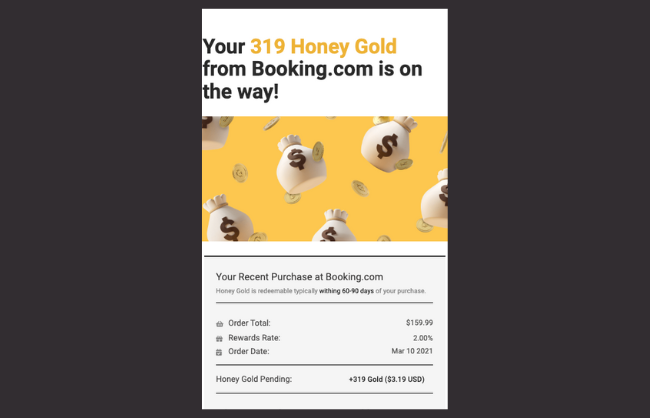 Your 319 Honey Gold
from Booking.com is on
the way!
Your Recent Purchase at Booking.com
Honey Gold is redeemable typically withing 60-90 days of your purchase.
Order Total: $159.99
Rewards Rate: 2.00%
Order Date: Mar 10 2021
Honey Gold Pending: +319 Gold ($3.19 USD)